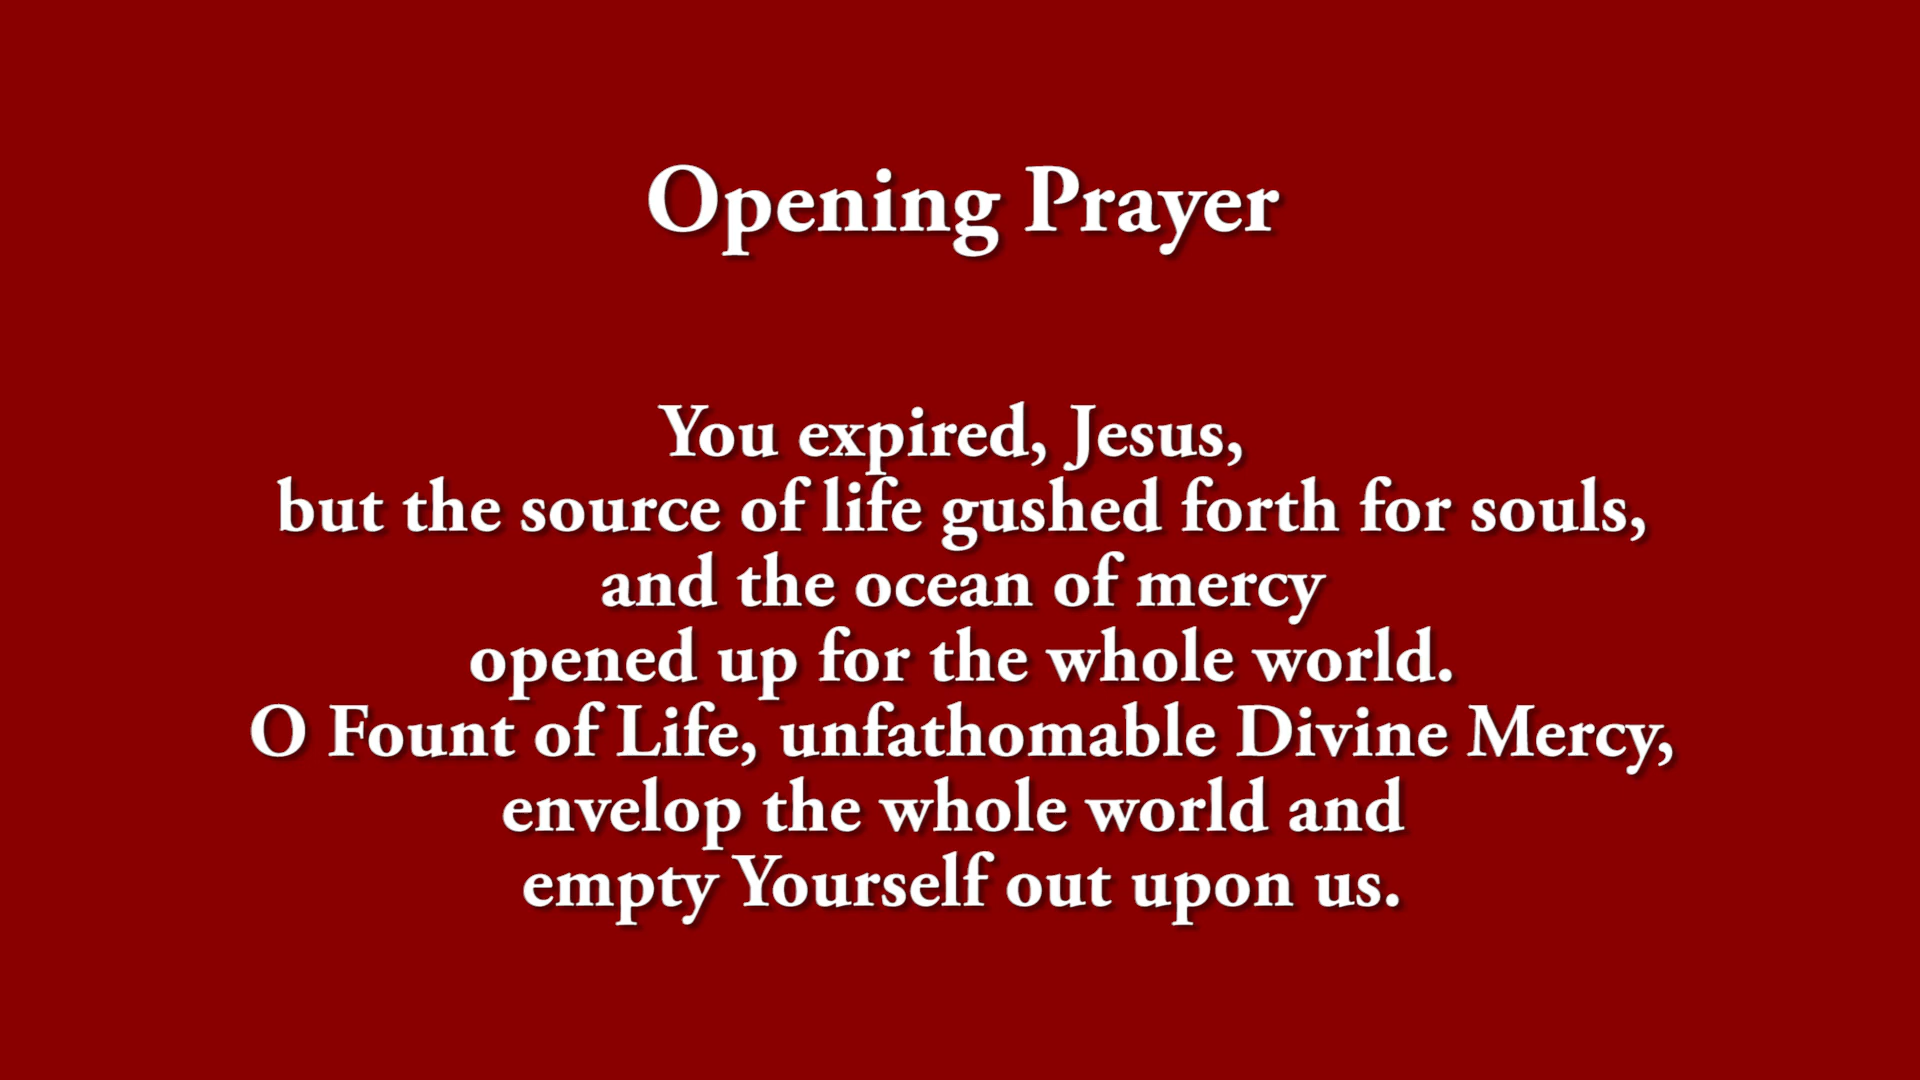 Opening Prayer
You expired, Jesus,
but the source of life gushed forth for souls,
and the ocean of mercy
opened up for the whole world.
O Fount of Life, unfathomable Divine Mercy,
envelop the whole world and
empty Yourself out upon us.